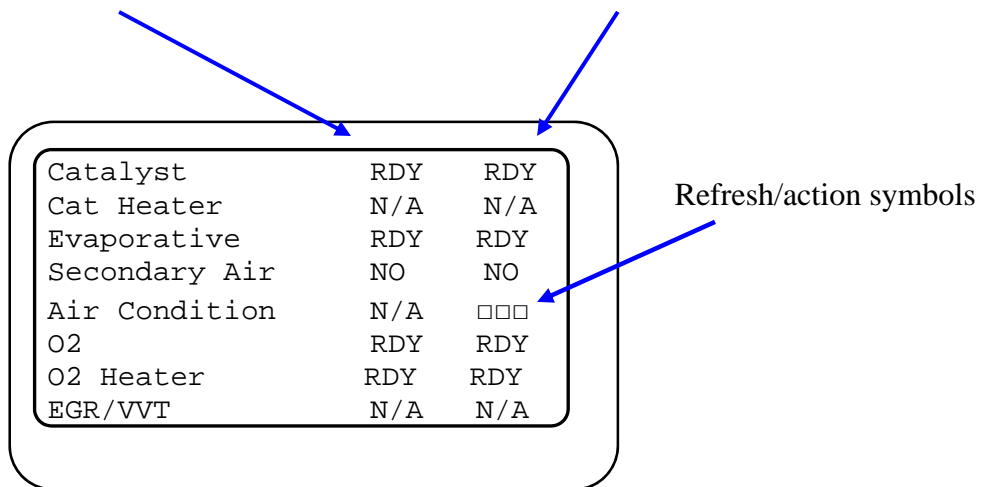 Catalyst RDY RDY
Cat Heater N/A N/A
Refresh/action symbols
Evaporative RDY RDY
Secondary Air NO NO
Air Condition N/A □□□
O2 RDY RDY
O2 Heater RDY RDY
EGR/VVT N/A N/A